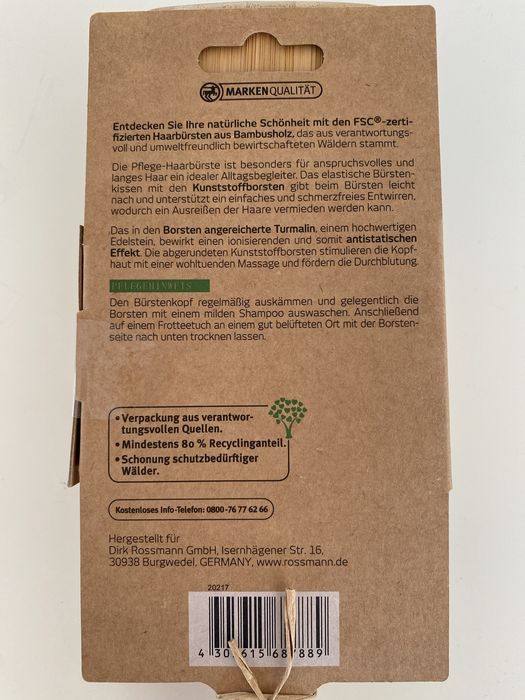 MARKENQUALITÄT
Entdecken Sie Ihre natürliche Schönheit mit den FSC®-zerti-
fizierten Haarbürsten aus Bambusholz, das aus verantwortungs-
voll und umweltfreundlich bewirtschafteten Wäldern stammt.
Die Pflege-Haarbürste ist besonders für anspruchsvolles und
langes Haar ein idealer Alltagsbegleiter. Das elastische Bürsten-
kissen mit den Kunststoffborsten gibt beim Bürsten leicht
nach und unterstützt ein einfaches und schmerzfreies Entwirren,
wodurch ein Ausreißen der Haare vermieden werden kann.
Das in den Borsten angereicherte Turmalin, einem hochwertigen
Edelstein, bewirkt einen ionisierenden und somit antistatischen
Effekt. Die abgerundeten Kunststoffborsten stimulieren die Kopf-
haut mit einer wohltuenden Massage und fördern die Durchblutung.
PFLEGEHINWEIS
Den Bürstenkopf regelmäßig auskämmen und gelegentlich die
Borsten mit einem milden Shampoo auswaschen. Anschließend
auf einem Frotteetuch an einem gut belüfteten Ort mit der Borsten-
seite nach unten trocknen lassen.
• Verpackung aus verantwor-
tungsvollen Quellen.
• Mindestens 80 % Recyclinganteil.
• Schonung schutzbedürftiger
Wälder.
Kostenloses Info-Telefon: 0800-76 77 62 66
Hergestellt für
Dirk Rossmann GmbH, Isernhägener Str. 16,
30938 Burgwedel, GERMANY, www.rossmann.de
20217